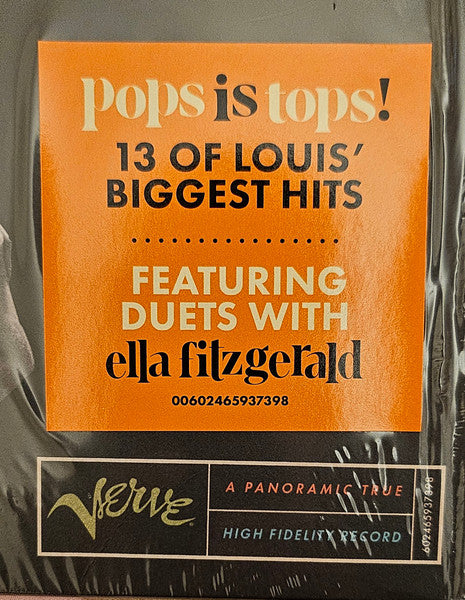 pops is tops!
13 OF LOUIS'
BIGGEST HITS
FEATURING
DUETS WITH
ella fitzgerald
00602465937398
Verve
A PANORAMIC TRUE
HIGH FIDELITY RECORD
602465937398